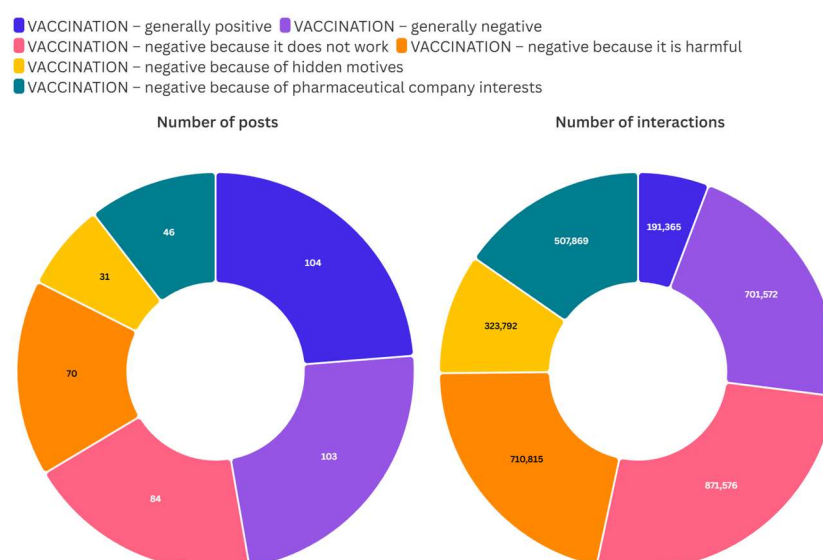 VACCINATION – generally positive VACCINATION – generally negative
VACCINATION – negative because it does not work VACCINATION – negative because it is harmful
VACCINATION – negative because of hidden motives
VACCINATION – negative because of pharmaceutical company interests
Number of posts Number of interactions
46 104
31
70
103
84
507,869 191,365
701,572
323,792
710,815
871,576